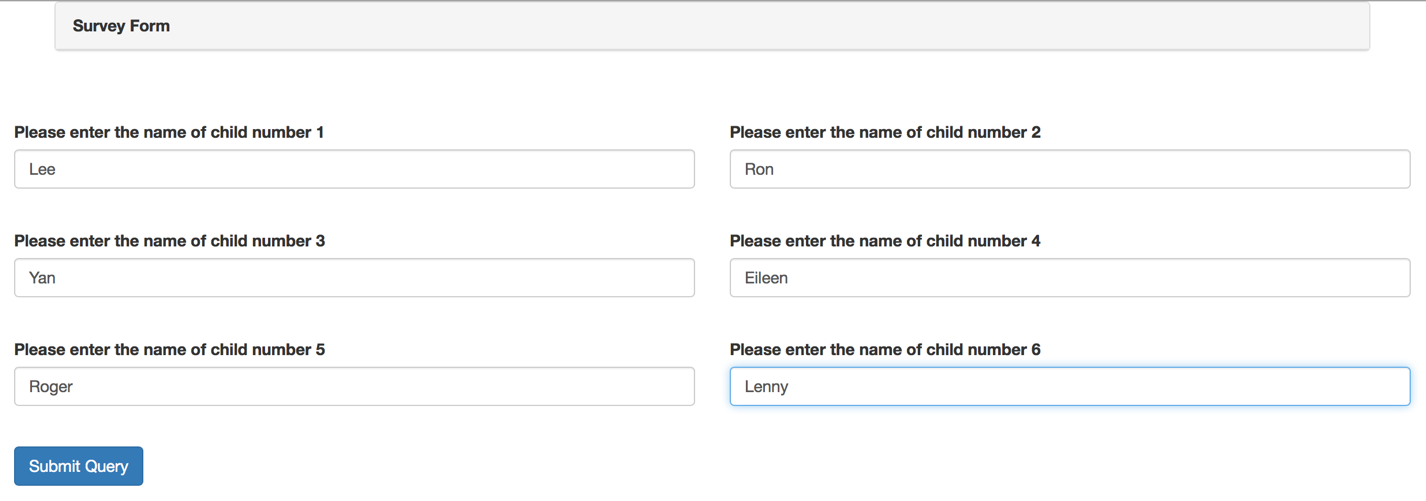 Survey Form
Please enter the name of child number 1
Please enter the name of child number 2
Lee
Ron
Please enter the name of child number 3
Please enter the name of child number 4
Yan
Eileen
Please enter the name of child number 5
Please enter the name of child number 6
Roger
Lenny
Submit Query